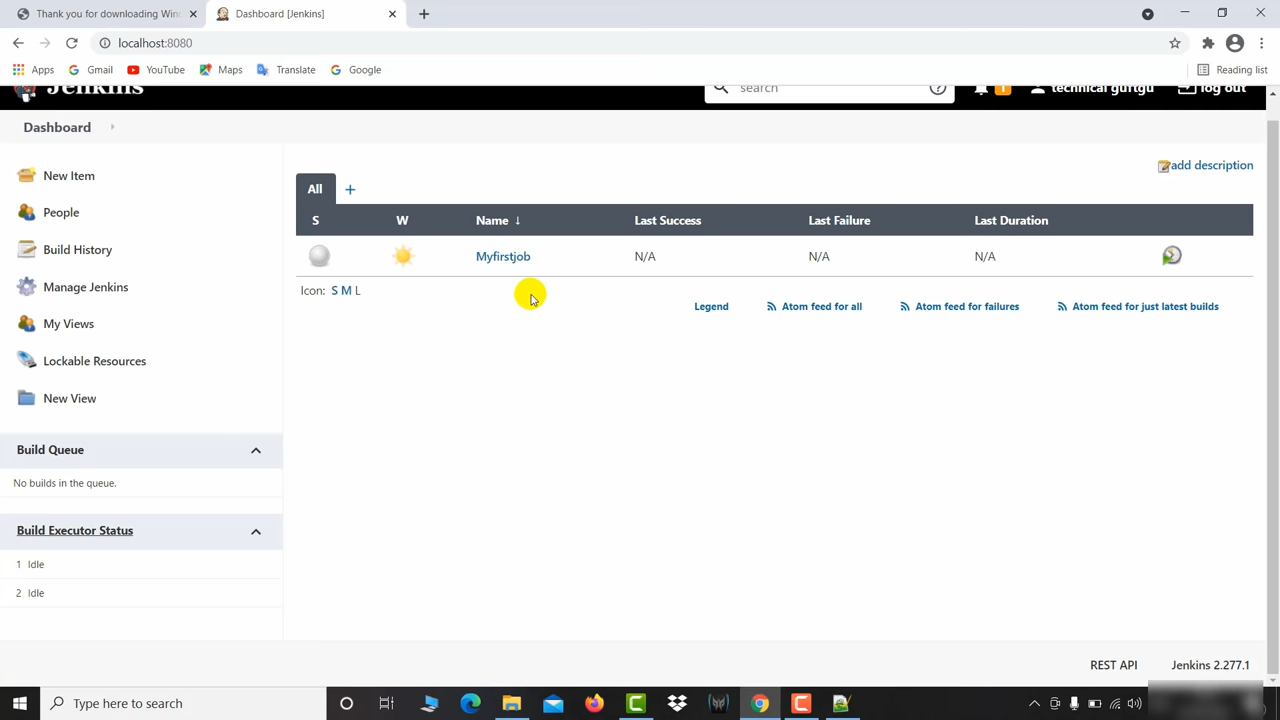 Thank you for downloading Win
Dashboard [Jenkins]
localhost:8080
Apps
Gmail
YouTube
Maps
Translate
Google
Reading list
Jenkins
search
1
technical guftgu
log out
Dashboard
add description
New Item
People
Build History
Manage Jenkins
My Views
Lockable Resources
New View
All +
S W Name ↓ Last Success Last Failure Last Duration
Myfirstjob N/A N/A N/A
Icon: S M L
Legend
Atom feed for all
Atom feed for failures
Atom feed for just latest builds
Build Queue
No builds in the queue.
Build Executor Status
1 Idle
2 Idle
REST API
Jenkins 2.277.1
Type here to search